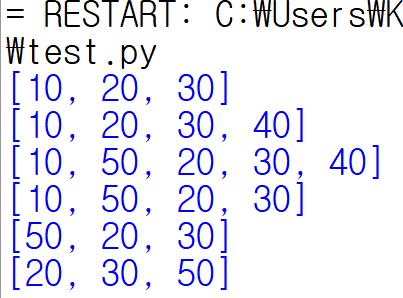 = RESTART: C:₩Users₩K
₩test.py
[10, 20, 30]
[10, 20, 30, 40]
[10, 50, 20, 30, 40]
[10, 50, 20, 30]
[50, 20, 30]
[20, 30, 50]